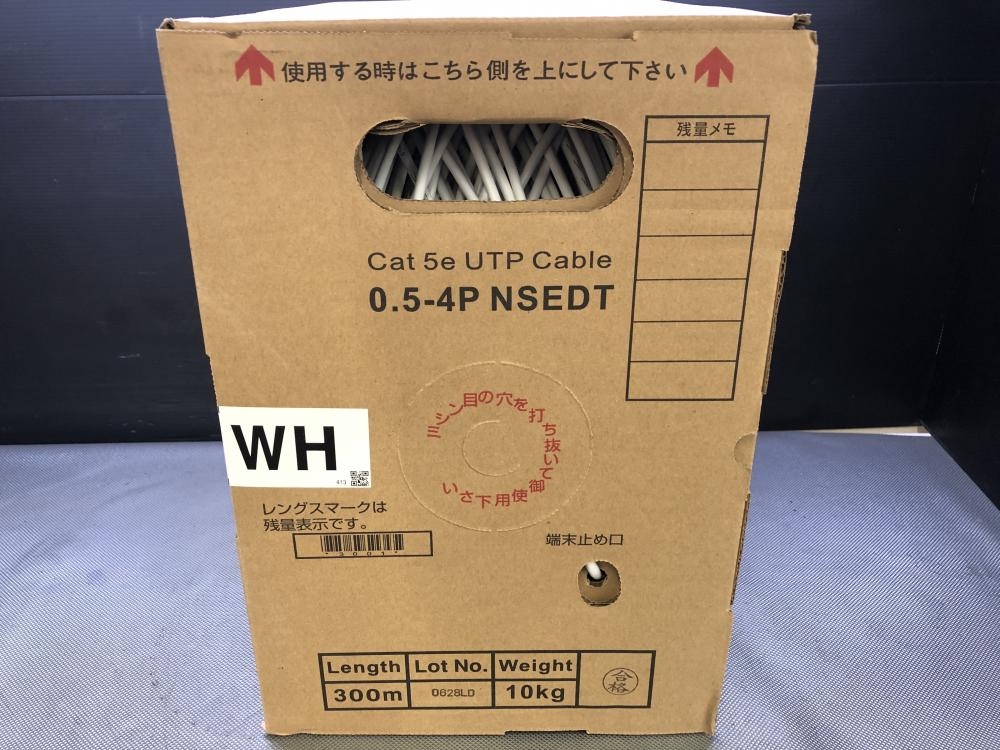 使用する時はこちら側を上にして下さい
残量メモ
Cat 5e UTP Cable
0.5-4P NSEDT
ミシン目の穴を打ち抜いて御使用下さい
WH
413
レングスマークは
残量表示です。
*3001*
端末止め口
Length Lot No. Weight
300m 0628LD 10kg
合格